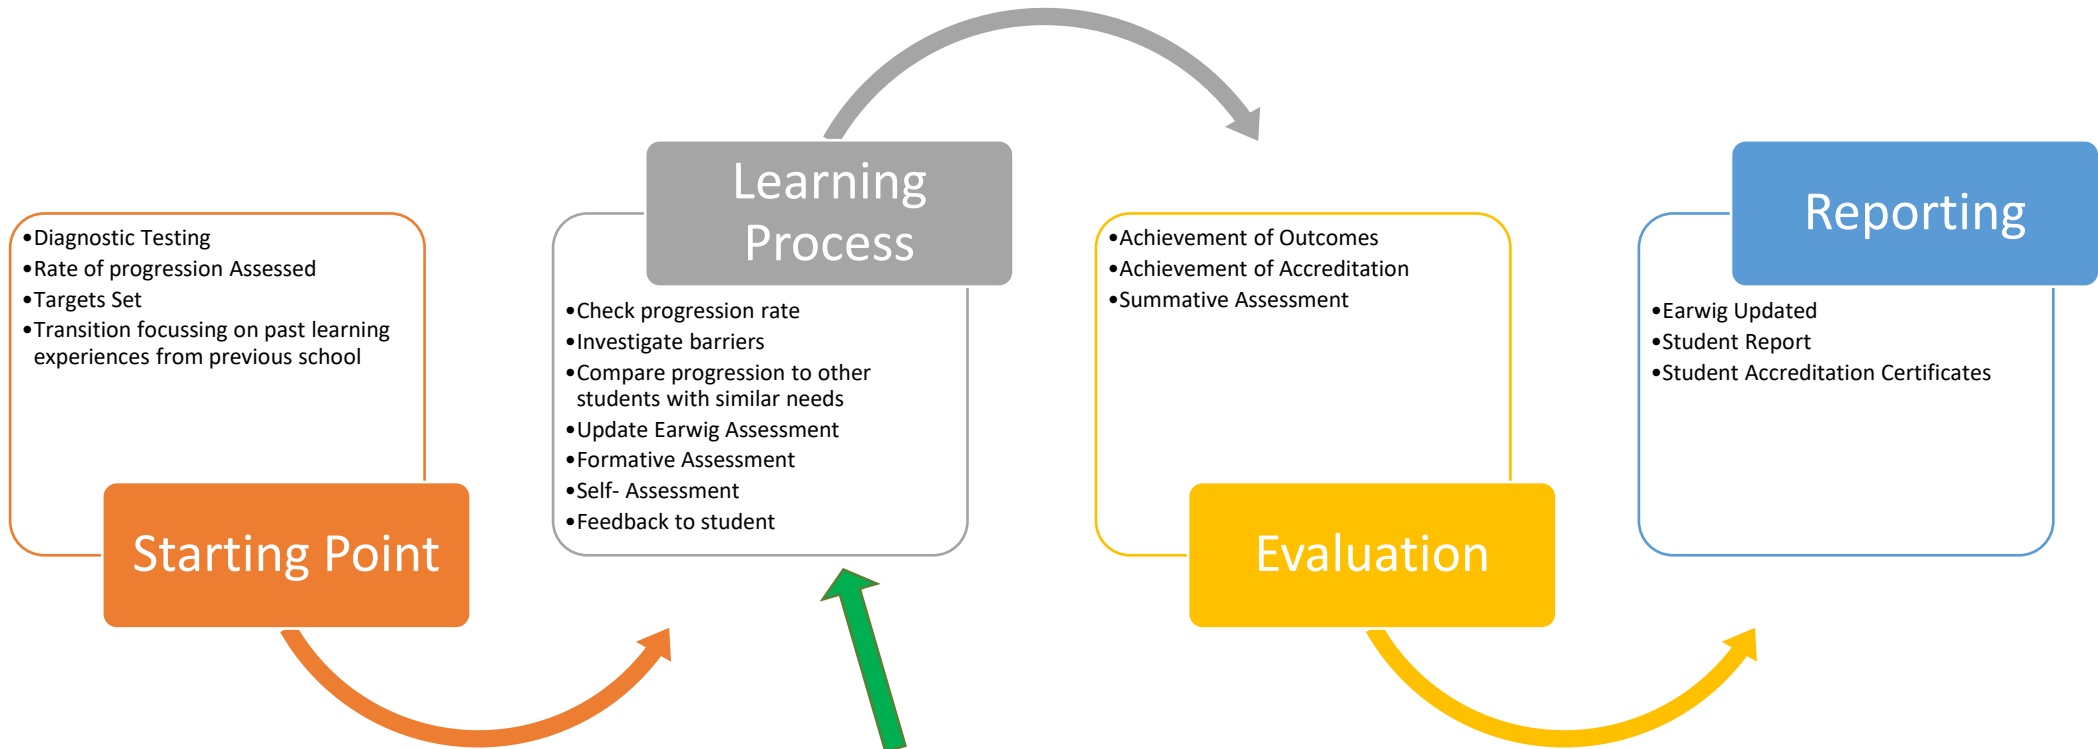 •Diagnostic Testing
•Rate of progression Assessed
•Targets Set
•Transition focussing on past learning
experiences from previous school
Starting Point
Learning
Process
•Check progression rate
•Investigate barriers
•Compare progression to other
students with similar needs
•Update Earwig Assessment
•Formative Assessment
•Self- Assessment
•Feedback to student
•Achievement of Outcomes
•Achievement of Accreditation
•Summative Assessment
Evaluation
Reporting
•Earwig Updated
•Student Report
•Student Accreditation Certificates